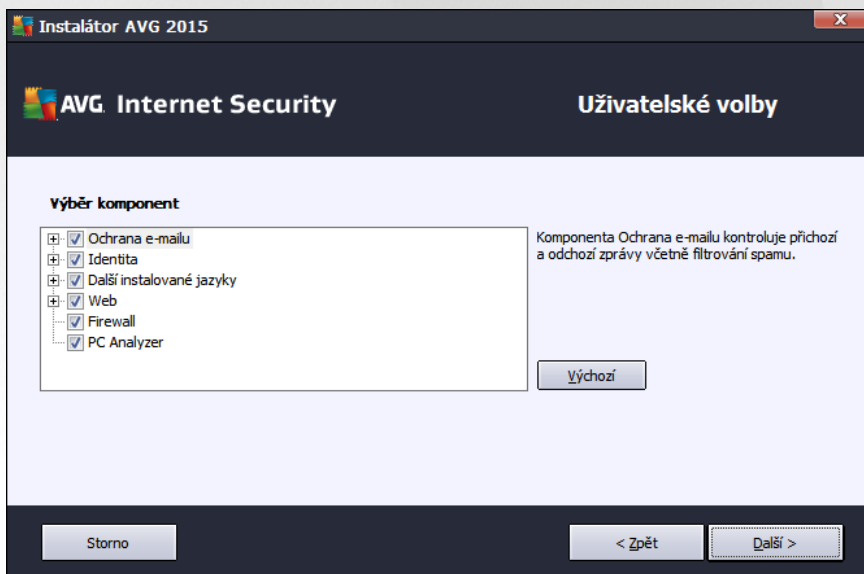 Instalátor AVG 2015
AVG. Internet Security
Uživatelské volby
Výběr komponent
Ochrana e-mailu
Identita
Další instalované jazyky
Web
Firewall
PC Analyzer
Komponenta Ochrana e-mailu kontroluje přichozí
a odchozí zprávy včetně filtrování spamu.
Výchozí
Storno
< Zpět
Další >